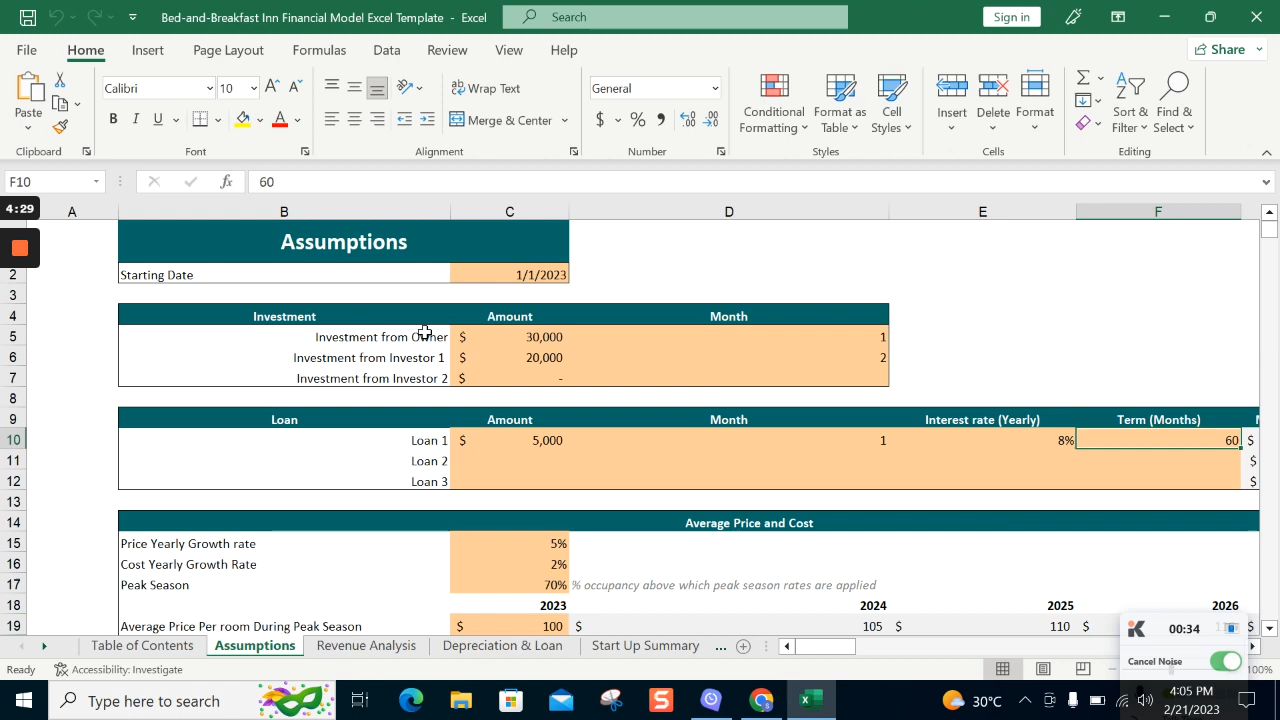 Bed-and-Breakfast Inn Financial Model Excel Template - Excel
Search
Sign in
File Home Insert Page Layout Formulas Data Review View Help
Share
Paste
Calibri 10
Wrap Text
Merge & Center
General
Conditional Formatting
Format as Table
Cell Styles
Insert
Delete
Format
Sort & Filter
Find & Select
Clipboard Font Alignment Number Styles Cells Editing
F10 fx 60
4:29
A B C D E F
Assumptions
2 Starting Date 1/1/2023
3
4 Investment Amount Month
5 Investment from Owner $ 30,000 1
6 Investment from Investor 1 $ 20,000 2
7 Investment from Investor 2 $ -
8
9 Loan Amount Month Interest rate (Yearly) Term (Months)
10 Loan 1 $ 5,000 1 8% 60 $
11 Loan 2 $
12 Loan 3 $
13
14 Average Price and Cost
15 Price Yearly Growth rate 5%
16 Cost Yearly Growth Rate 2%
17 Peak Season 70% % occupancy above which peak season rates are applied
18 2023 2024 2025 2026
19 Average Price Per room During Peak Season $ 100 $ 105 $ 110 $
00:34
Cancel Noise
Table of Contents Assumptions Revenue Analysis Depreciation & Loan Start Up Summary ...
Ready Accessibility: Investigate
100%
Type here to search
30°C
4:05 PM
2/21/2023